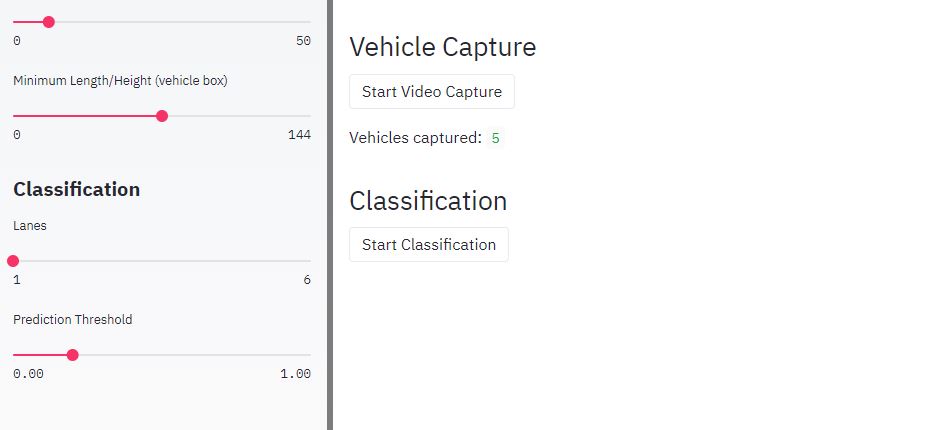 0 50
Minimum Length/Height (vehicle box)
0 144
Classification
Lanes
1 6
Prediction Threshold
0.00 1.00
Vehicle Capture
Start Video Capture
Vehicles captured: 5
Classification
Start Classification